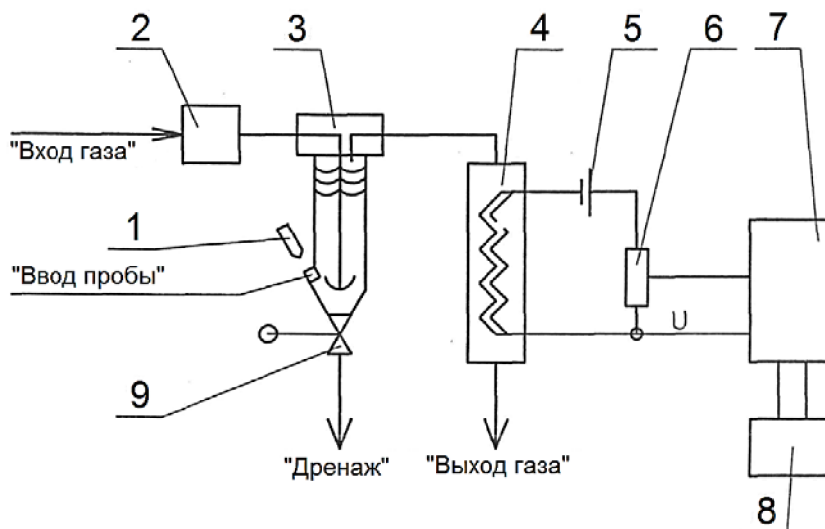 2
3
4
5
6
7
"Вход газа"
1
"Ввод пробы"
U
9
"Дренаж"
"Выход газа"
8